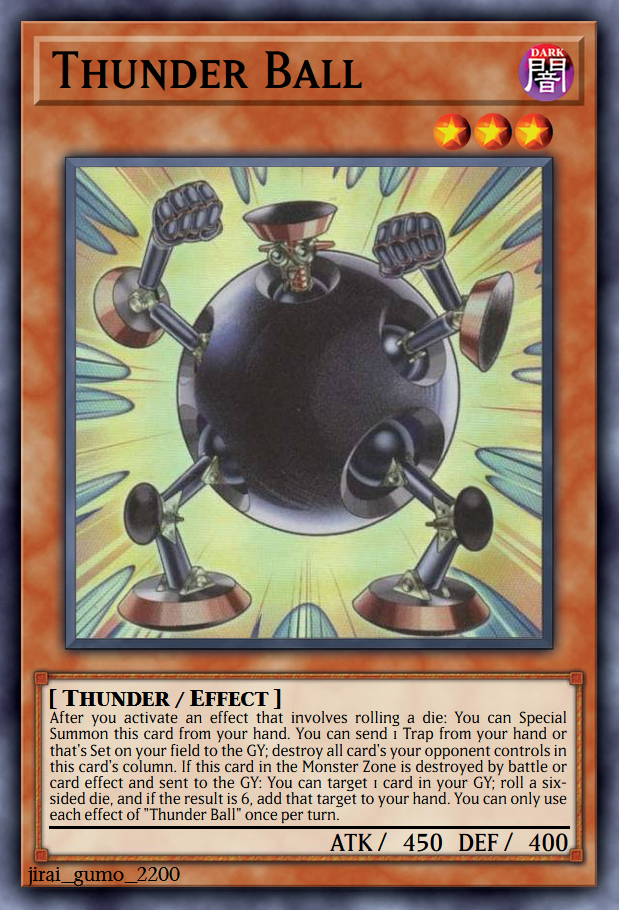 Thunder Ball
DARK
闇
[ Thunder / Effect ]
After you activate an effect that involves rolling a die: You can Special
Summon this card from your hand. You can send 1 Trap from your hand or
that's Set on your field to the GY; destroy all card's your opponent controls in
this card's column. If this card in the Monster Zone is destroyed by battle or
card effect and sent to the GY: You can target 1 card in your GY; roll a six-
sided die, and if the result is 6, add that target to your hand. You can only use
each effect of "Thunder Ball" once per turn.
ATK / 450 DEF / 400
jirai_gumo_2200